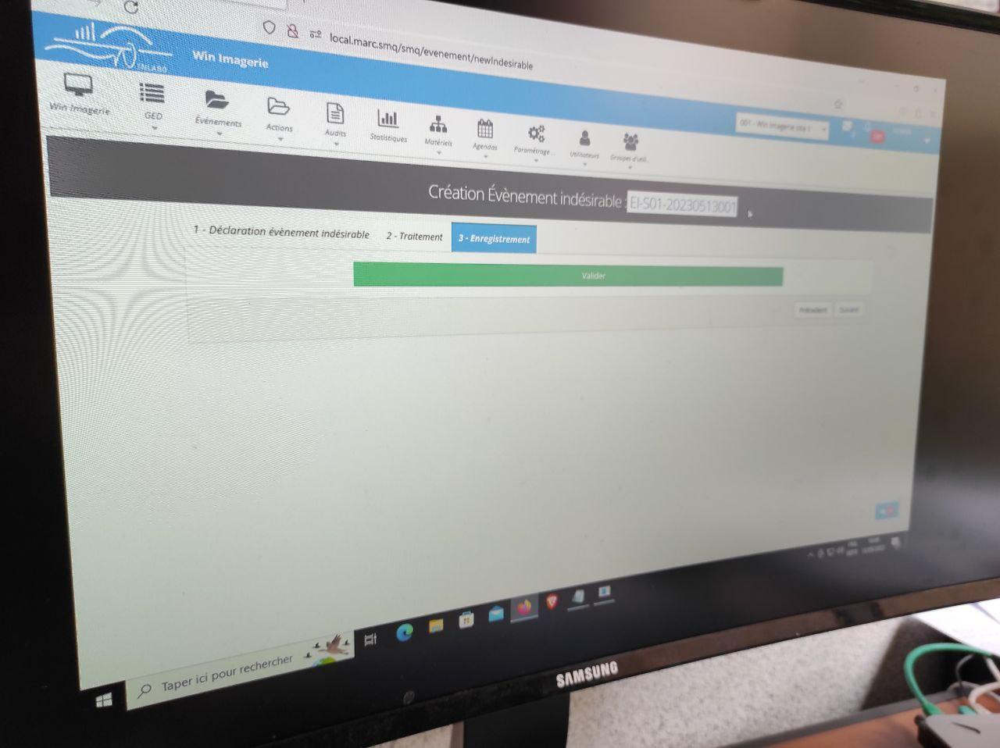 local.marc.smq/smq/evenement/newIndesirable
Win Imagerie
001 - Win Imagerie site 1
Win Imagerie
GED
Évènements
Actions
Audits
Statistiques
Matériels
Agendas
Paramétrage ...
Utilisateurs
Groupes d'util...
Création Évènement indésirable : EI-S01-20230513001
1 - Déclaration évènement indésirable
2 - Traitement
3 - Enregistrement
Valider
Précédent
Suivant
Taper ici pour rechercher
SAMSUNG